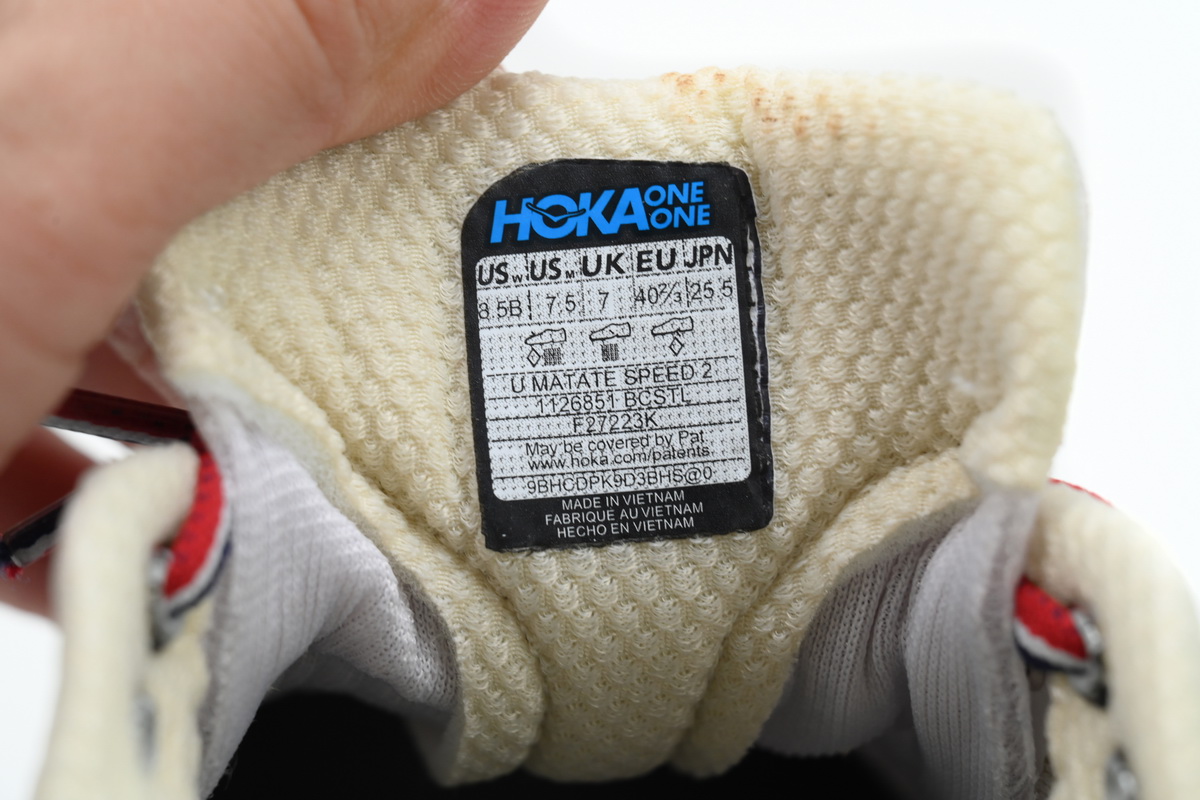 HOKA ONE ONE
US W US M UK EU JPN
8.5B 7.5 7 40⅔ 25.5
U MATATE SPEED 2
1126851 BCSTL
F27223K
May be covered by Pat.
www.hoka.com/patents
9BHCDPK9D3BHS@0
MADE IN VIETNAM
FABRIQUE AU VIETNAM
HECHO EN VIETNAM